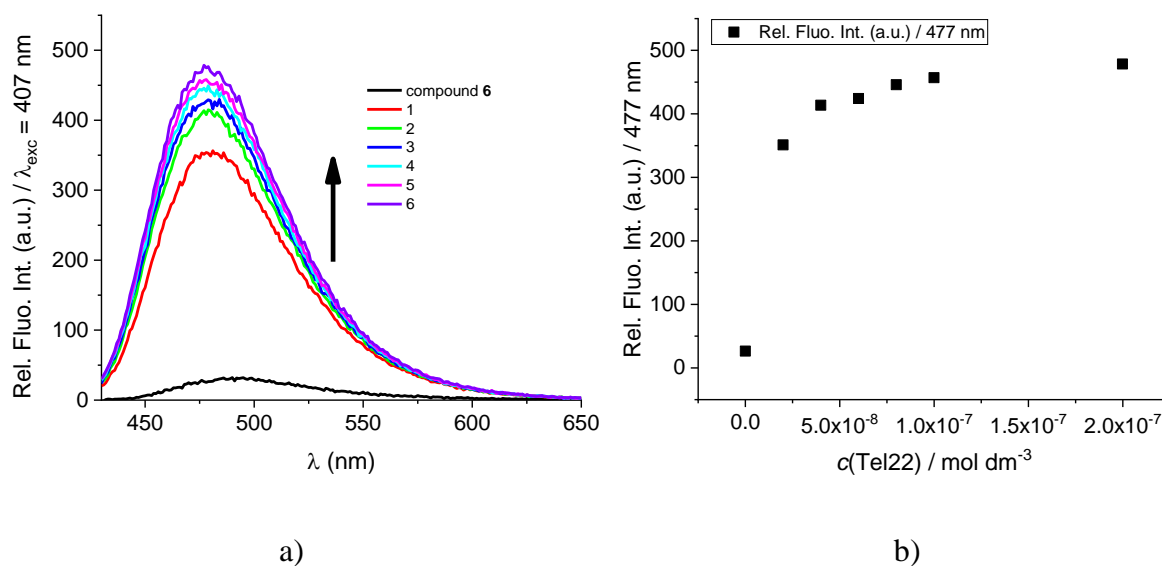 Rel. Fluo. Int. (a.u.) / λexc = 407 nm
500
400
300
200
100
0
450
500
550
600
650
λ (nm)
compound 6
1
2
3
4
5
6
a)
Rel. Fluo. Int. (a.u.) / 477 nm
Rel. Fluo. Int. (a.u.) / 477 nm
500
400
300
200
100
0
0.0
5.0x10-8
1.0x10-7
1.5x10-7
2.0x10-7
c(Tel22) / mol dm-3
b)